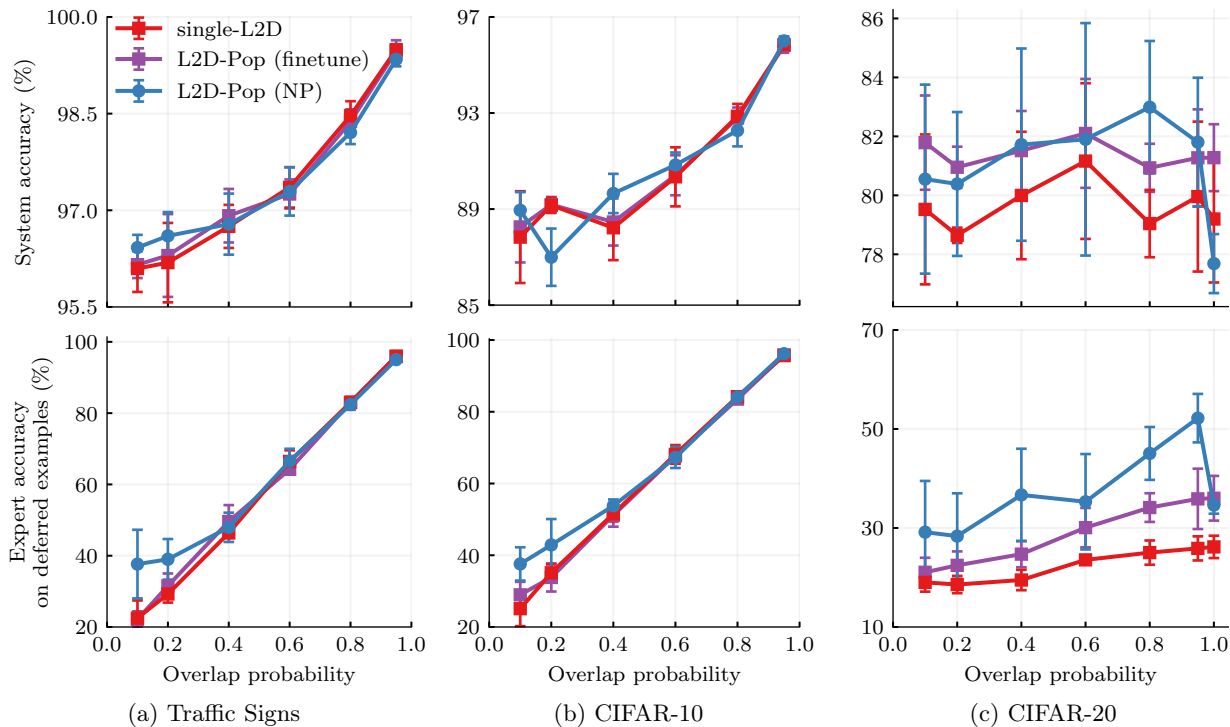 100.0
98.5
97.0
95.5
System accuracy (%)
single-L2D
L2D-Pop (finetune)
L2D-Pop (NP)
97
93
89
85
86
84
82
80
78
100
80
60
40
20
Expert accuracy
on deferred examples (%)
0.0 0.2 0.4 0.6 0.8 1.0
Overlap probability
(a) Traffic Signs
100
80
60
40
20
0.0 0.2 0.4 0.6 0.8 1.0
Overlap probability
(b) CIFAR-10
70
50
30
10
0.0 0.2 0.4 0.6 0.8 1.0
Overlap probability
(c) CIFAR-20